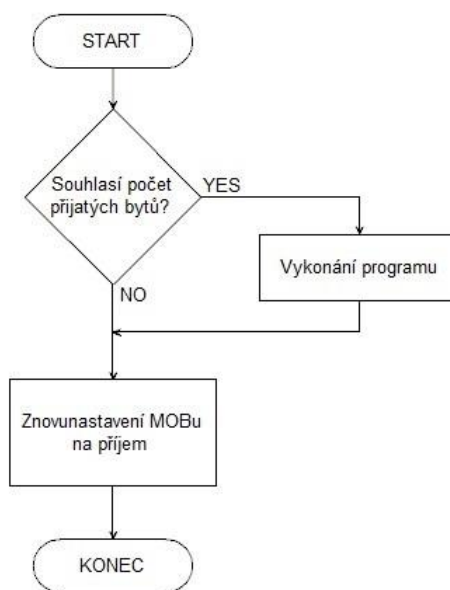 START
Souhlasí počet
přijatých bytů?
YES
Vykonání programu
NO
Znovunastavení MOBu
na příjem
KONEC